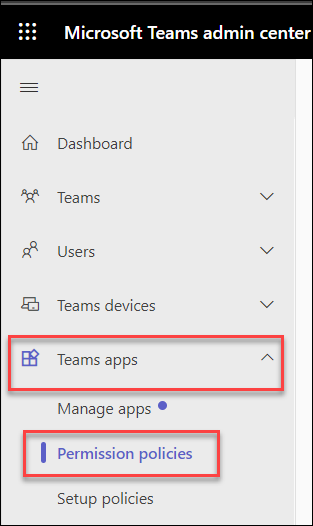 Microsoft Teams admin center
Dashboard
Teams
Users
Teams devices
Teams apps
Manage apps
Permission policies
Setup policies